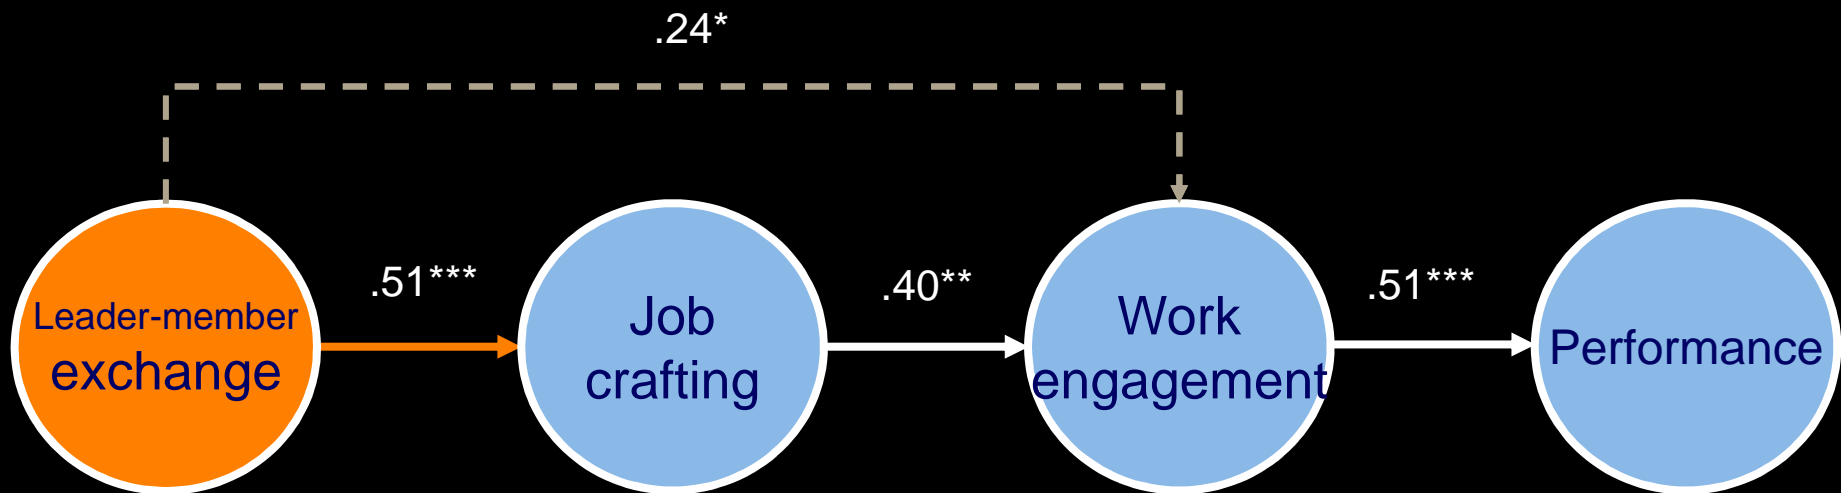 .24*
Leader-member
exchange
.51***
Job
crafting
.40**
Work
engagement
.51***
Performance